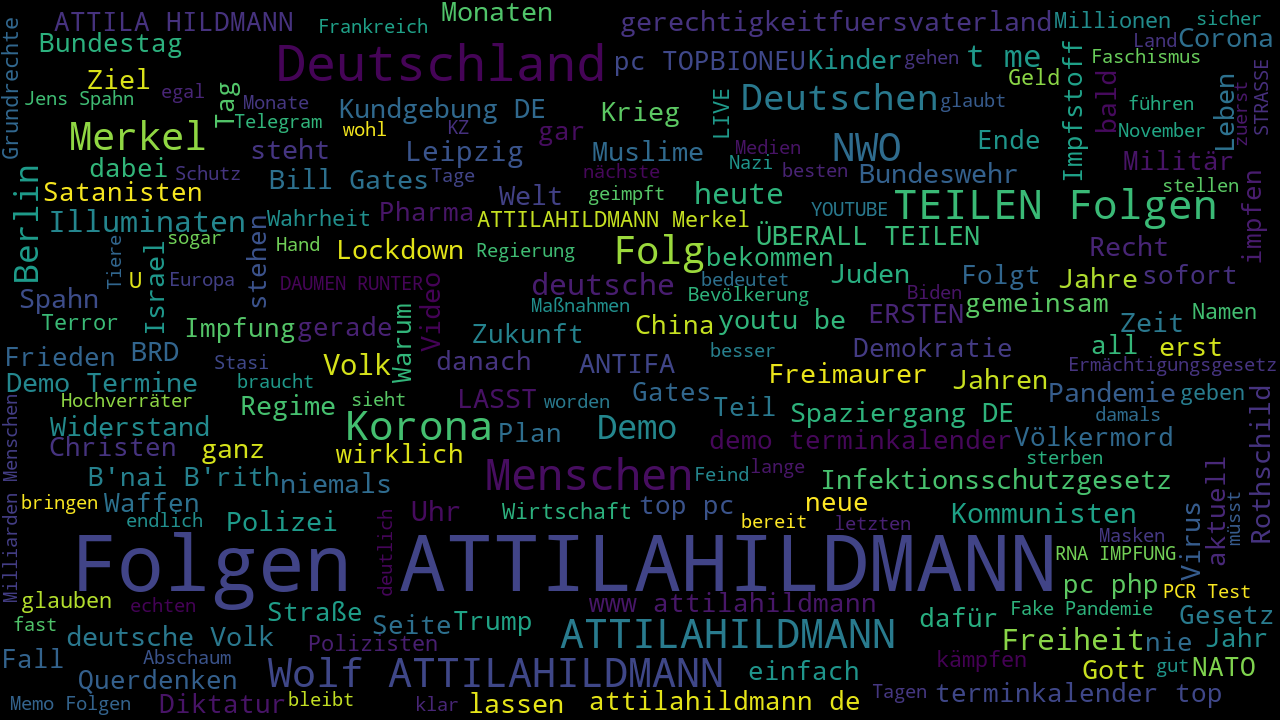 ATTILA HILDMANN
Frankreich
Monaten
gerechtigkeitfuersvaterland
Millionen
sicher
Grundrechte
Bundestag
Deutschland
pc TOPBIONEU
Kinder
gehen
t me
Land
Corona
Faschismus
Ziel
egal
Tag
Geld
Jens Spahn
Monate
Telegram
Kundgebung DE
Krieg
LIVE
Deutschen
glaubt
Impfstoff
bald
führen
Leben
zuerst
STRASSE
Merkel
wohl
KZ
gar
NWO
Ende
November
dabei
steht
Leipzig
Muslime
Medien
Nazi
besten
Militär
Schutz
Bill Gates
Tage
nächste
Bundeswehr
Berlin
Satanisten
Welt
geimpft
heute
stellen
impfen
Illuminaten
Wahrheit
Pharma
ATTILAHILDMANN Merkel
YOUTUBE
TEILEN Folgen
Tiere
Israel
sogar
stehen
Hand
Lockdown
Regierung
Folg
bekommen
ÜBERALL TEILEN
Recht
U
Europa
DAUMEN RUNTER
Video
deutsche
bedeutet
Juden
Folgt
Jahre
sofort
Spahn
Maßnahmen
Bevölkerung
Biden
gemeinsam
Terror
Impfung
gerade
Warum
Zukunft
China
youtu be
ERSTEN
Zeit
Namen
Frieden
BRD
Stasi
Volk
danach
ANTIFA
besser
Demokratie
all
erst
Demo Termine
braucht
Freimaurer
Jahren
Ermächtigungsgesetz
Hochverräter
Regime
sieht
LASST
worden
Gates
Teil
Pandemie
geben
Milliarden Menschen
Widerstand
Korona
Plan
Demo
Spaziergang DE
damals
Rothschild
Christen
ganz
wirklich
demo terminkalender
Völkermord
B'nai B'rith
niemals
Menschen
Feind
lange
sterben
Infektionsschutzgesetz
bringen
Waffen
endlich
Polizei
Uhr
Wirtschaft
top pc
neue
bereit
letzten
Kommunisten
Virus
aktuell
müsst
Masken
Folgen ATTILAHILDMANN
deutlich
RNA IMPFUNG
pc php
PCR Test
glauben
echten
Straße
www attilahildmann
dafür
Fake Pandemie
Gesetz
fast
deutsche Volk
Seite
Trump
ATTILAHILDMANN
Freiheit
nie
Jahr
Polizisten
Fall
Abschaum
Querdenken
Wolf ATTILAHILDMANN
einfach
kämpfen
Gott
gut
NATO
Memo Folgen
Diktatur
bleibt
klar
lassen
attilahildmann de
Tagen
terminkalender top